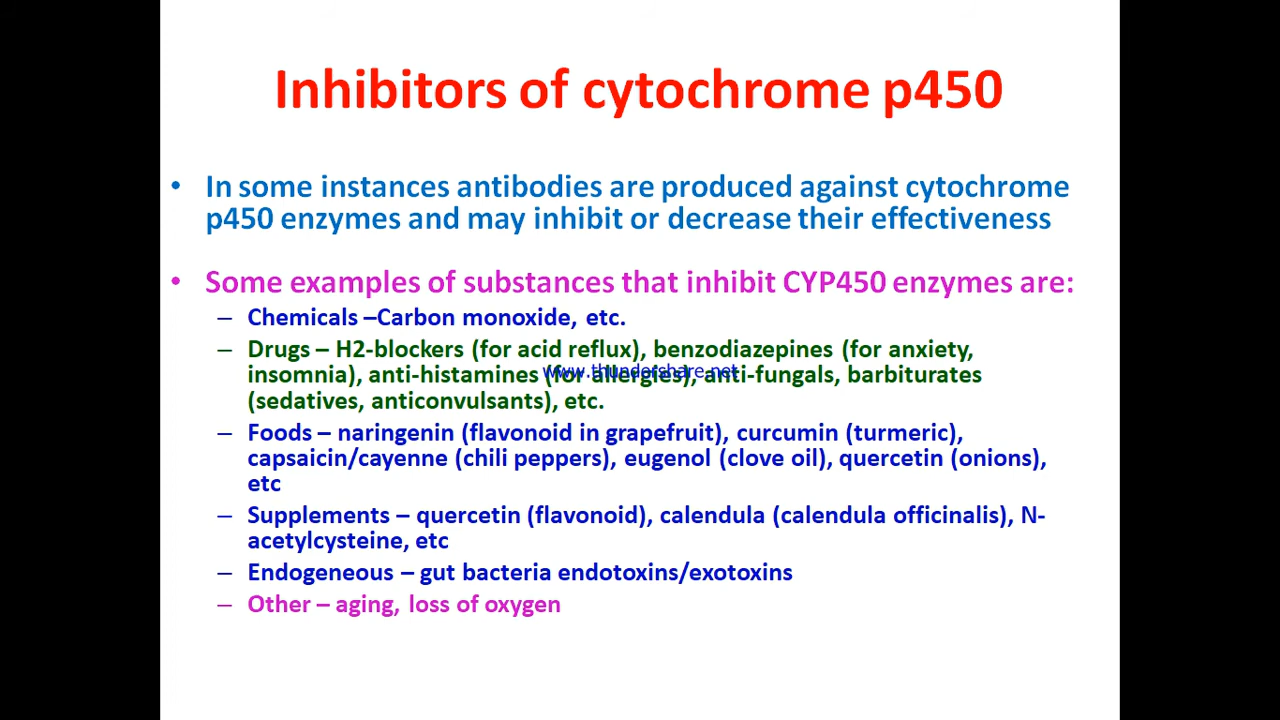 Inhibitors of cytochrome p450
• In some instances antibodies are produced against cytochrome
p450 enzymes and may inhibit or decrease their effectiveness
• Some examples of substances that inhibit CYP450 enzymes are:
– Chemicals –Carbon monoxide, etc.
– Drugs – H2-blockers (for acid reflux), benzodiazepines (for anxiety,
insomnia), anti-histamines (for allergies), anti-fungals, barbiturates
www.thundershare.net
(sedatives, anticonvulsants), etc.
– Foods – naringenin (flavonoid in grapefruit), curcumin (turmeric),
capsaicin/cayenne (chili peppers), eugenol (clove oil), quercetin (onions),
etc
– Supplements – quercetin (flavonoid), calendula (calendula officinalis), N-
acetylcysteine, etc
– Endogeneous – gut bacteria endotoxins/exotoxins
– Other – aging, loss of oxygen